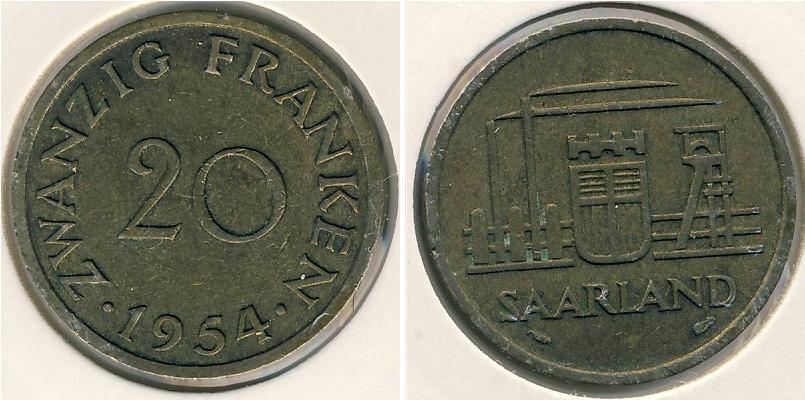 ZWANZIG FRANKEN
20
· 1954 ·
SAARLAND